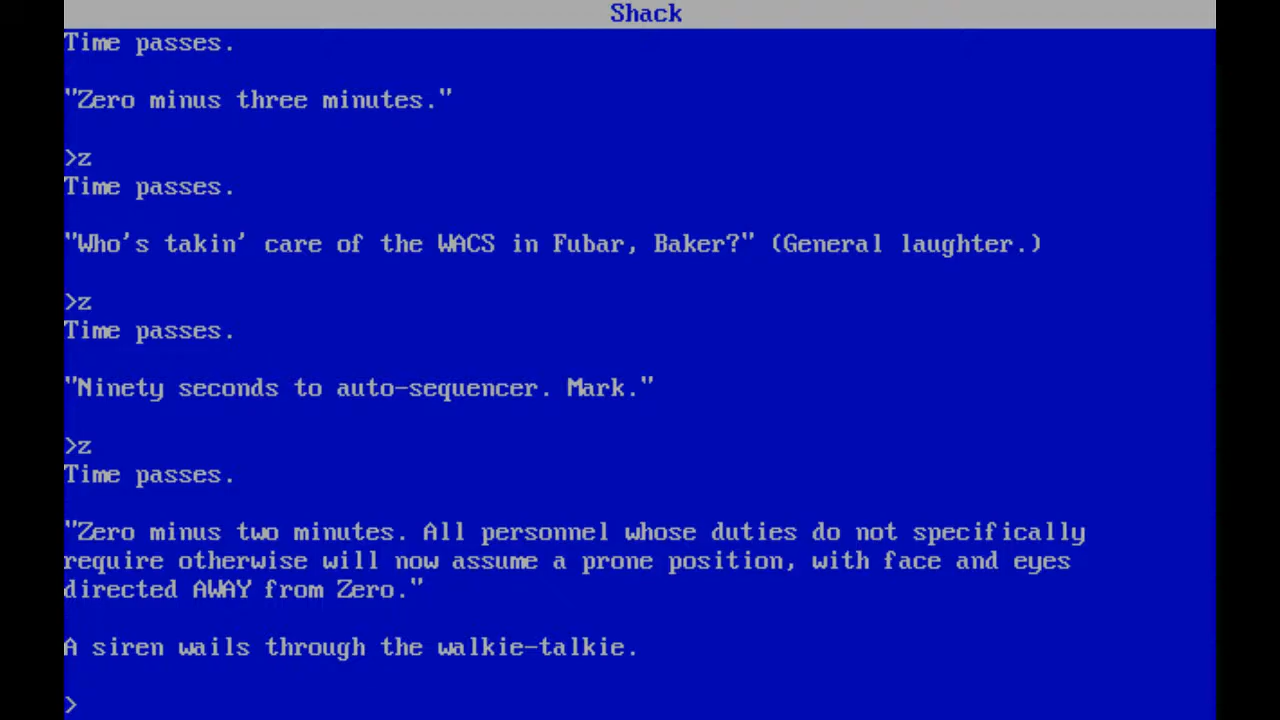 Shack
Time passes.
"Zero minus three minutes."
>z
Time passes.
"Who's takin' care of the WACS in Fubar, Baker?" (General laughter.)
>z
Time passes.
"Ninety seconds to auto-sequencer. Mark."
>z
Time passes.
"Zero minus two minutes. All personnel whose duties do not specifically
require otherwise will now assume a prone position, with face and eyes
directed AWAY from Zero."
A siren wails through the walkie-talkie.
>